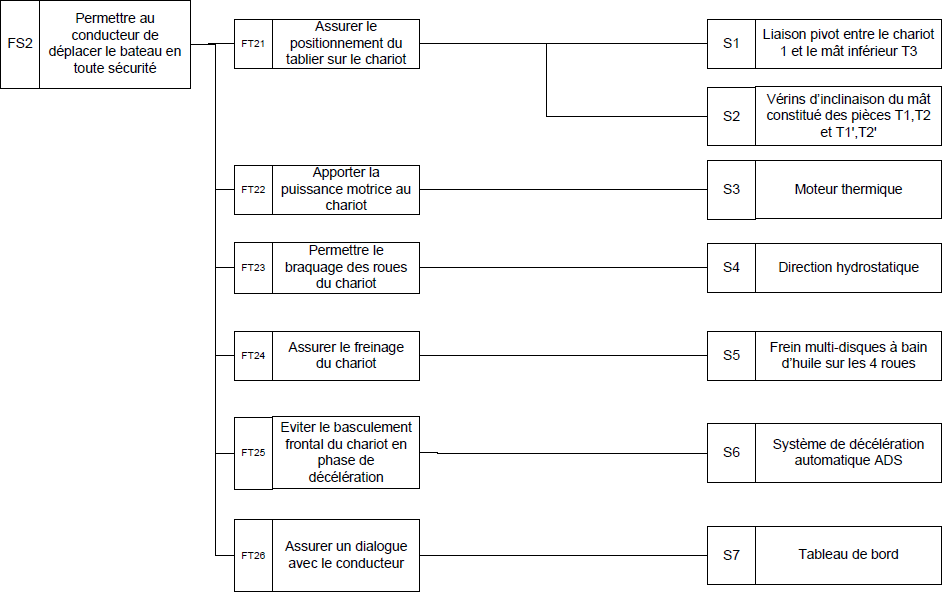 FS2
Permettre au
conducteur de
déplacer le bateau en
toute sécurité
FT21
Assurer le
positionnement du
tablier sur le chariot
S1
Liaison pivot entre le chariot
1 et le mât inférieur T3
S2
Vérins d'inclinaison du mât
constitué des pièces T1,T2
et T1',T2'
FT22
Apporter la
puissance motrice au
chariot
S3
Moteur thermique
FT23
Permettre le
braquage des roues
du chariot
S4
Direction hydrostatique
FT24
Assurer le freinage
du chariot
S5
Frein multi-disques à bain
d'huile sur les 4 roues
FT25
Eviter le basculement
frontal du chariot en
phase de
décélération
S6
Système de décélération
automatique ADS
FT26
Assurer un dialogue
avec le conducteur
S7
Tableau de bord